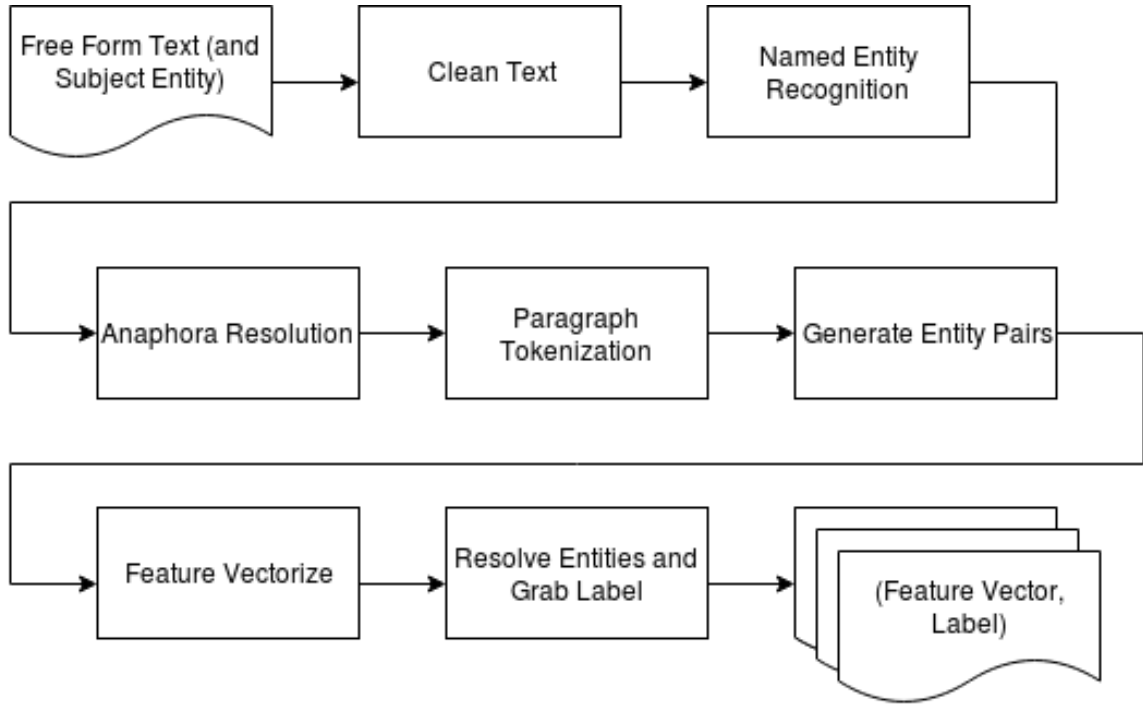 Free Form Text (and
Subject Entity)
Clean Text
Named Entity
Recognition
Anaphora Resolution
Paragraph
Tokenization
Generate Entity Pairs
Feature Vectorize
Resolve Entities and
Grab Label
(Feature Vector,
Label)